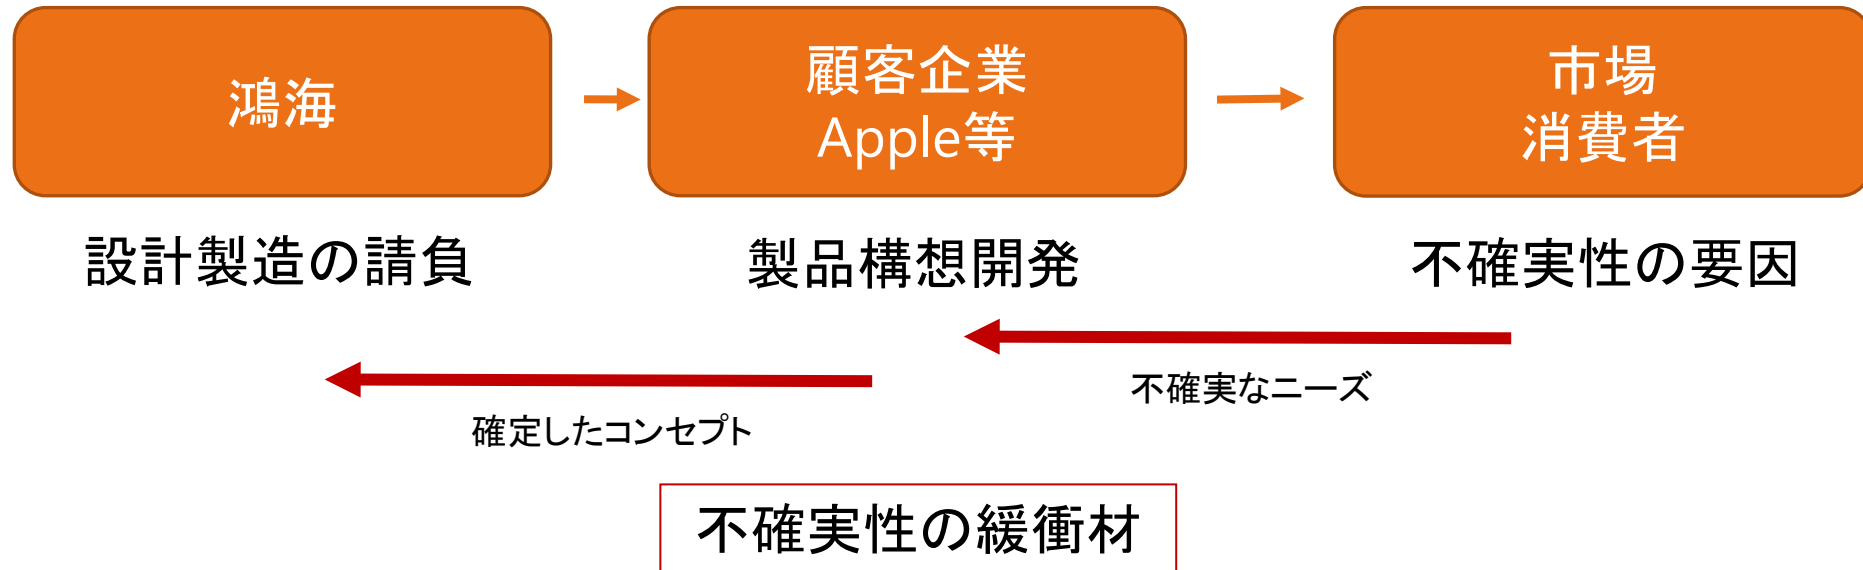 鴻海
顧客企業
Apple等
市場
消費者
設計製造の請負
製品構想開発
不確実性の要因
不確実なニーズ
確定したコンセプト
不確実性の緩衝材